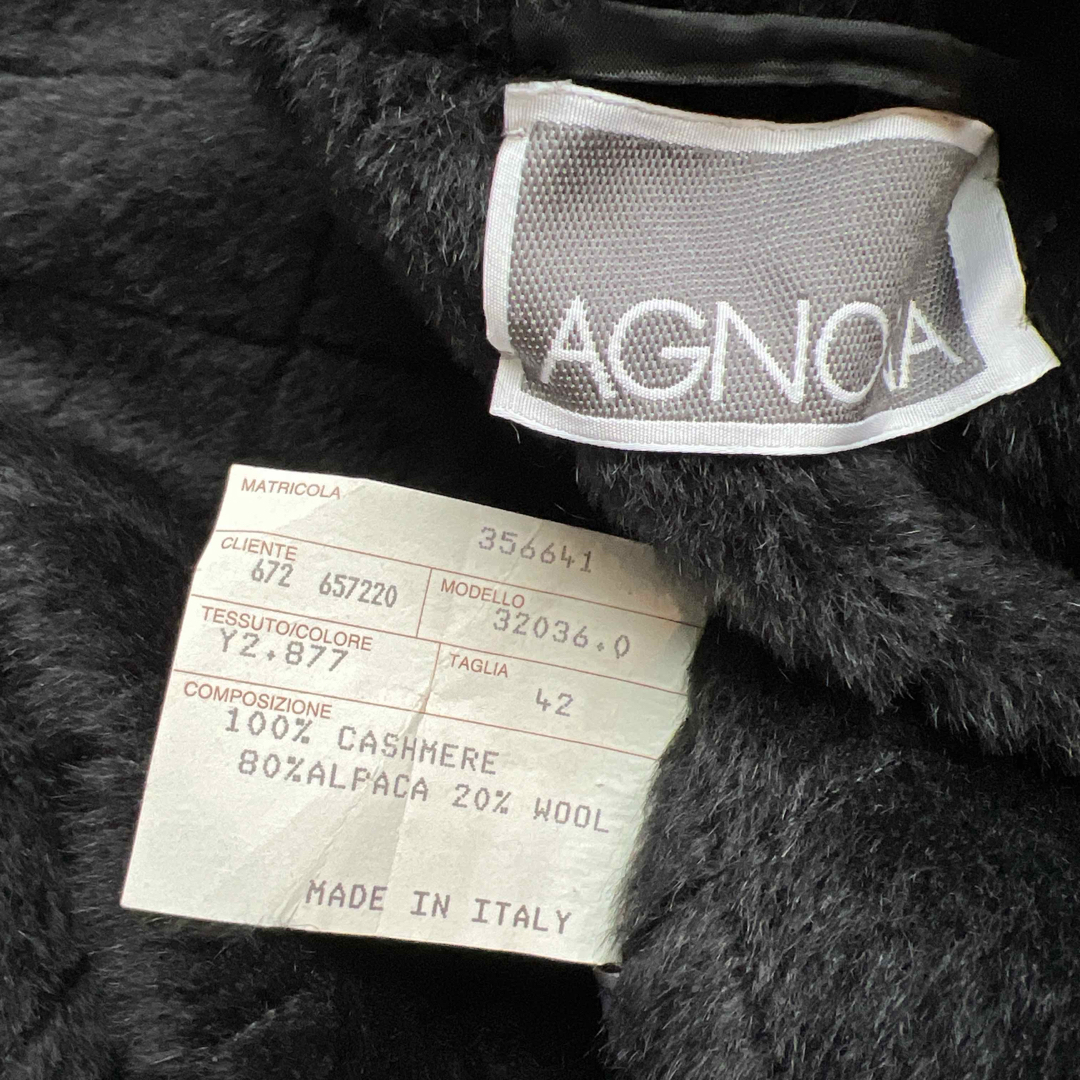 AGNONA
MATRICOLA
356641
CLIENTE
672 657220
MODELLO
32036.0
TESSUTO/COLORE
Y2.877
TAGLIA
42
COMPOSIZIONE
100% CASHMERE
80%ALPACA 20% WOOL
MADE IN ITALY